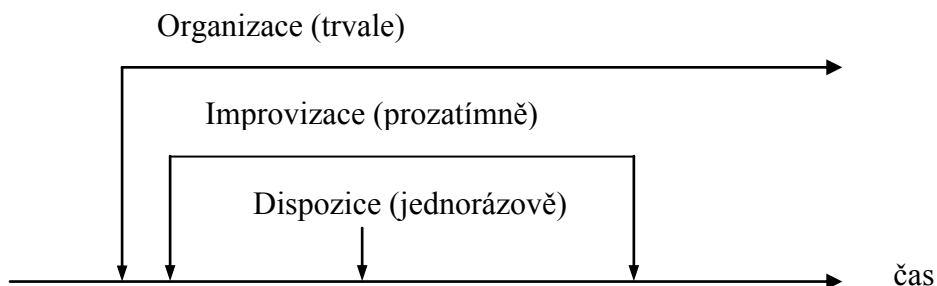 Organizace (trvale)
Improvizace (prozatímně)
Dispozice (jednorázově)
čas